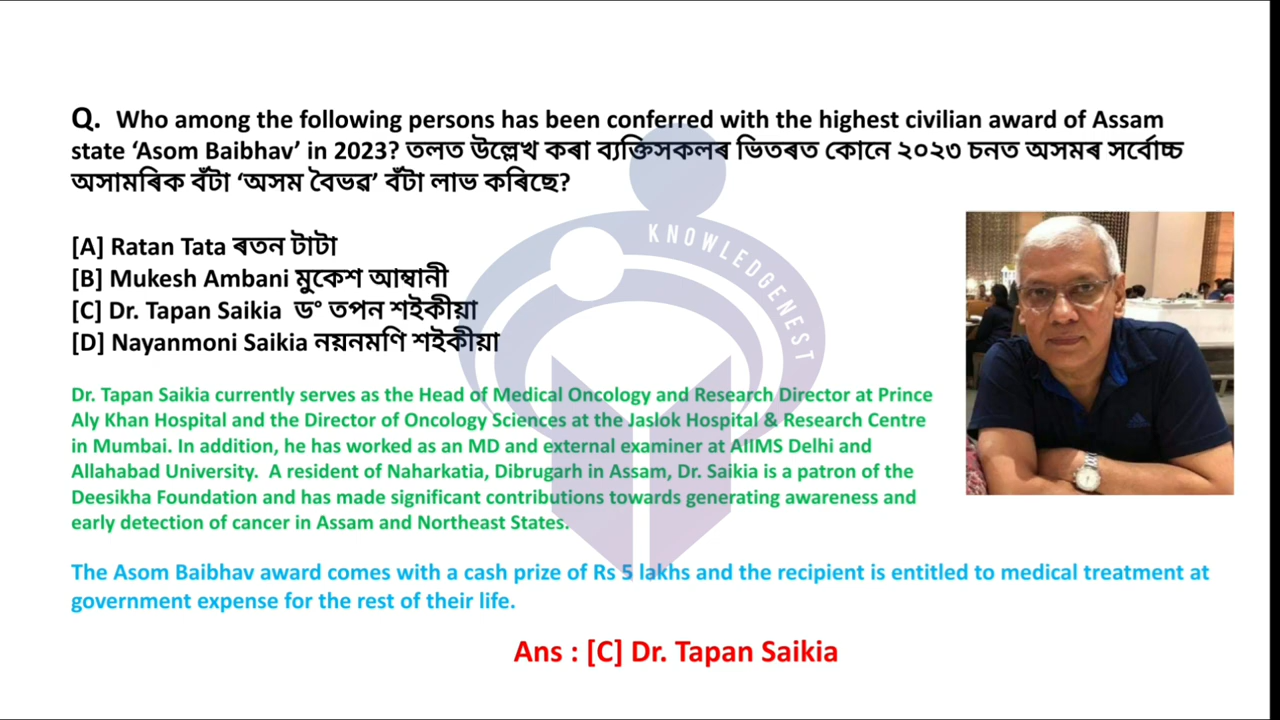 Q. Who among the following persons has been conferred with the highest civilian award of Assam
state ‘Asom Baibhav’ in 2023? তলত উল্লেখ কৰা ব্যক্তিসকলৰ ভিতৰত কোনে ২০২৩ চনত অসমৰ সৰ্বোচ্চ
অসামৰিক বঁটা ‘অসম বৈভৱ’ বঁটা লাভ কৰিছে?
[A] Ratan Tata ৰতন টাটা
[B] Mukesh Ambani মুকেশ আম্বানী
[C] Dr. Tapan Saikia ড° তপন শইকীয়া
[D] Nayanmoni Saikia নয়নমণি শইকীয়া
KNOWLEDGENEST
Dr. Tapan Saikia currently serves as the Head of Medical Oncology and Research Director at Prince
Aly Khan Hospital and the Director of Oncology Sciences at the Jaslok Hospital & Research Centre
in Mumbai. In addition, he has worked as an MD and external examiner at AIIMS Delhi and
Allahabad University. A resident of Naharkatia, Dibrugarh in Assam, Dr. Saikia is a patron of the
Deesikha Foundation and has made significant contributions towards generating awareness and
early detection of cancer in Assam and Northeast States.
The Asom Baibhav award comes with a cash prize of Rs 5 lakhs and the recipient is entitled to medical treatment at
government expense for the rest of their life.
Ans : [C] Dr. Tapan Saikia